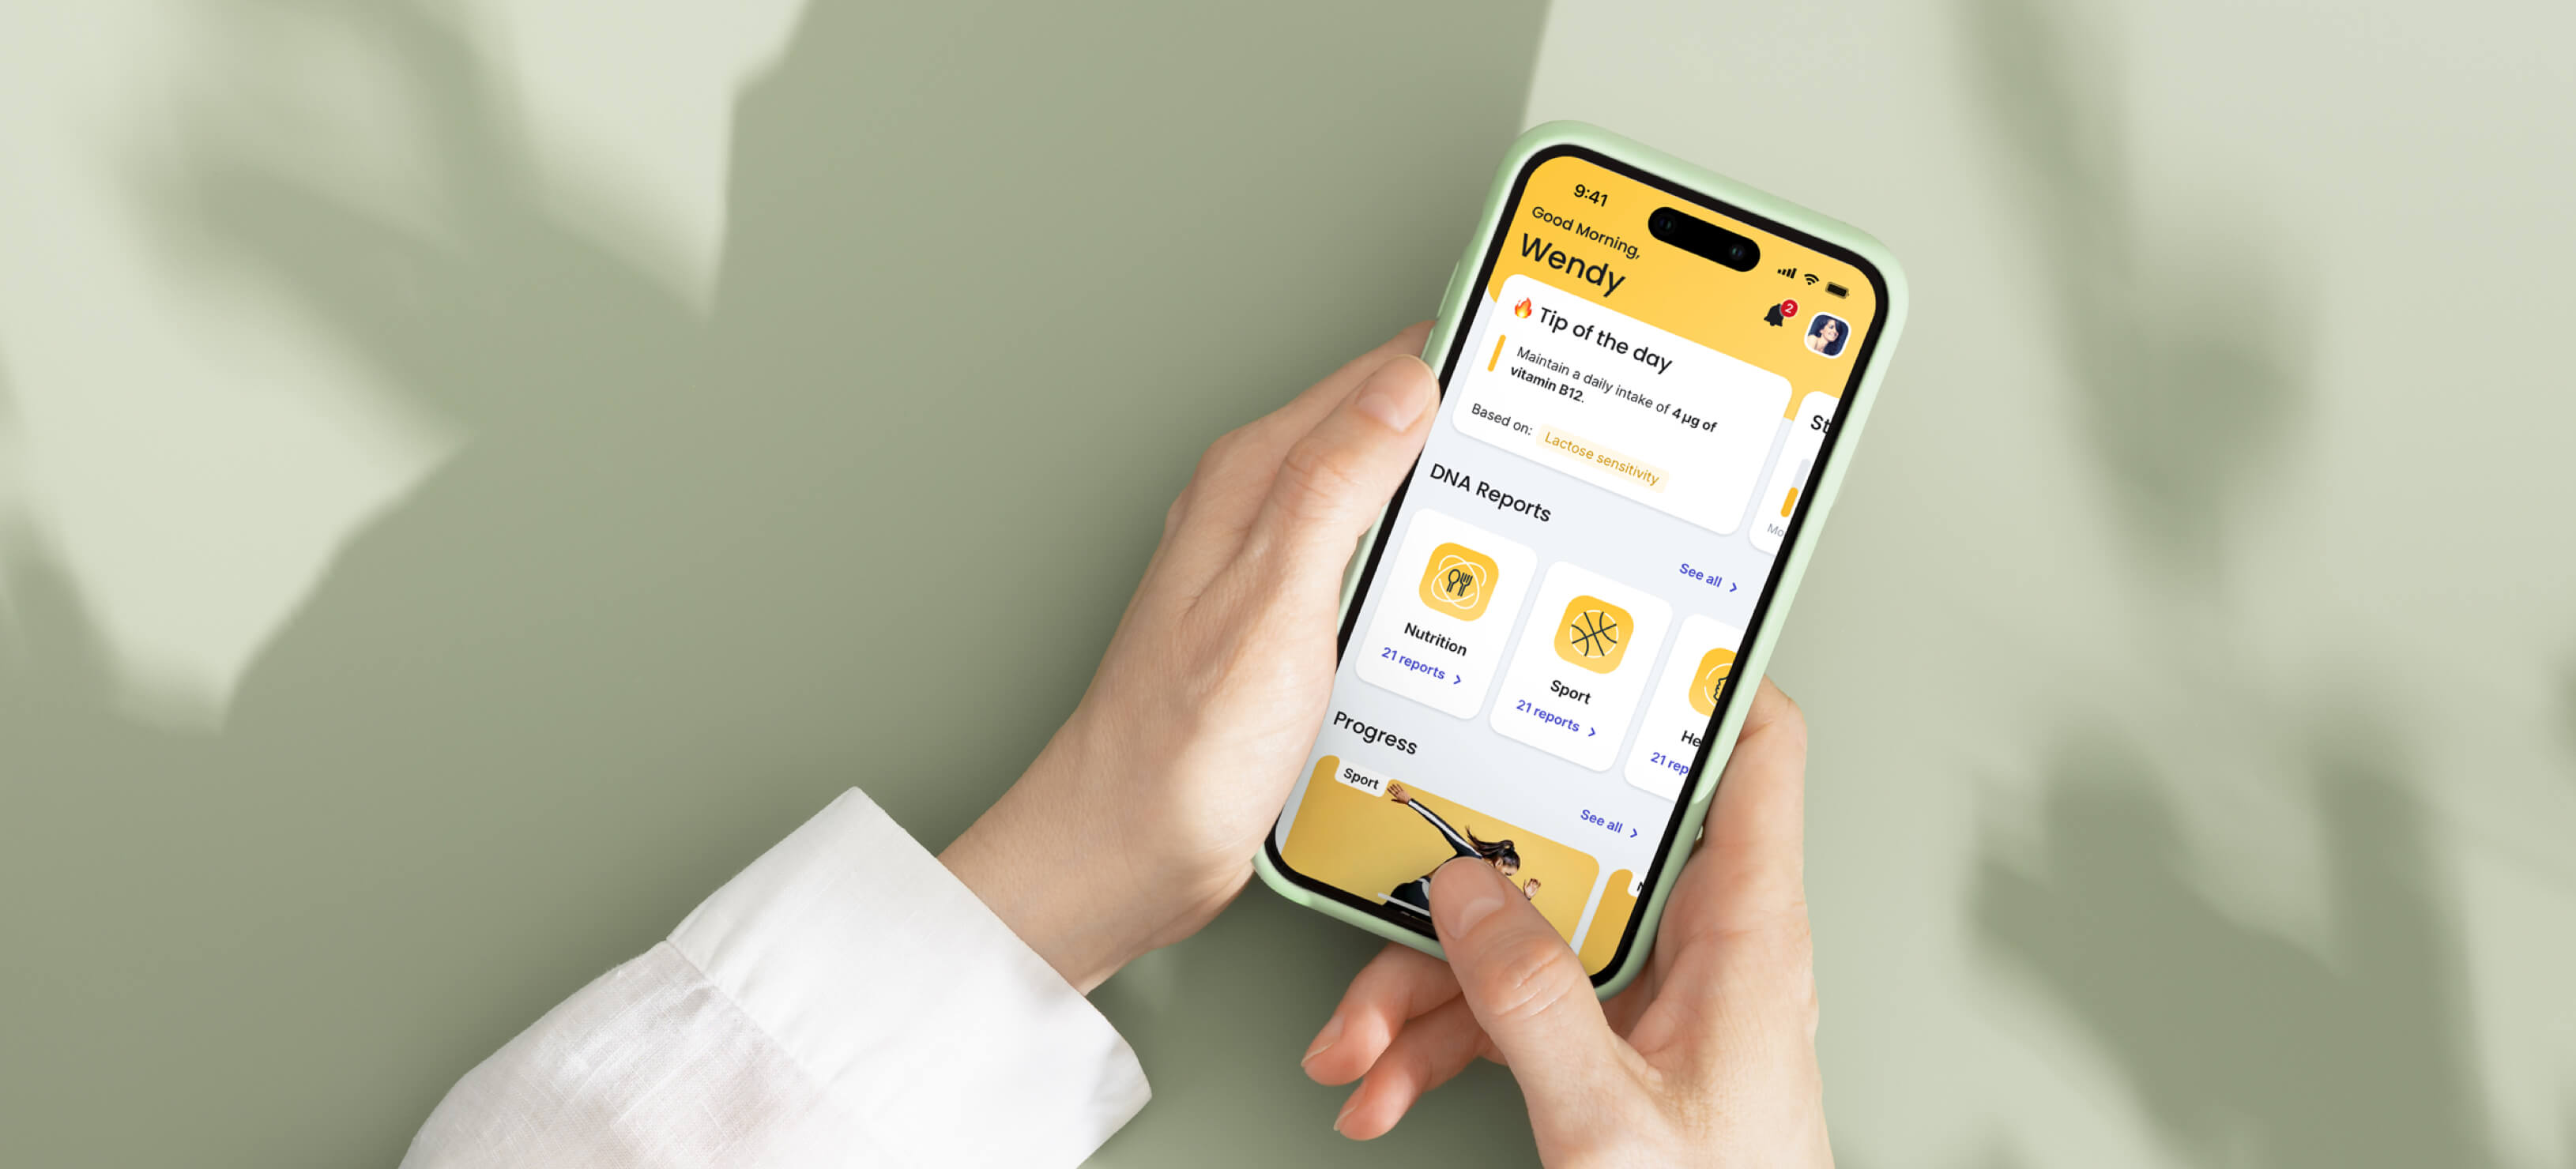 9:41
Good Morning,
Wendy
2
🔥 Tip of the day
Maintain a daily intake of 4 µg of
vitamin B12.
Based on: Lactose sensitivity
St
Mo
DNA Reports
See all >
Nutrition
21 reports >
Sport
21 reports >
He
21 rep
Progress
See all >
Sport